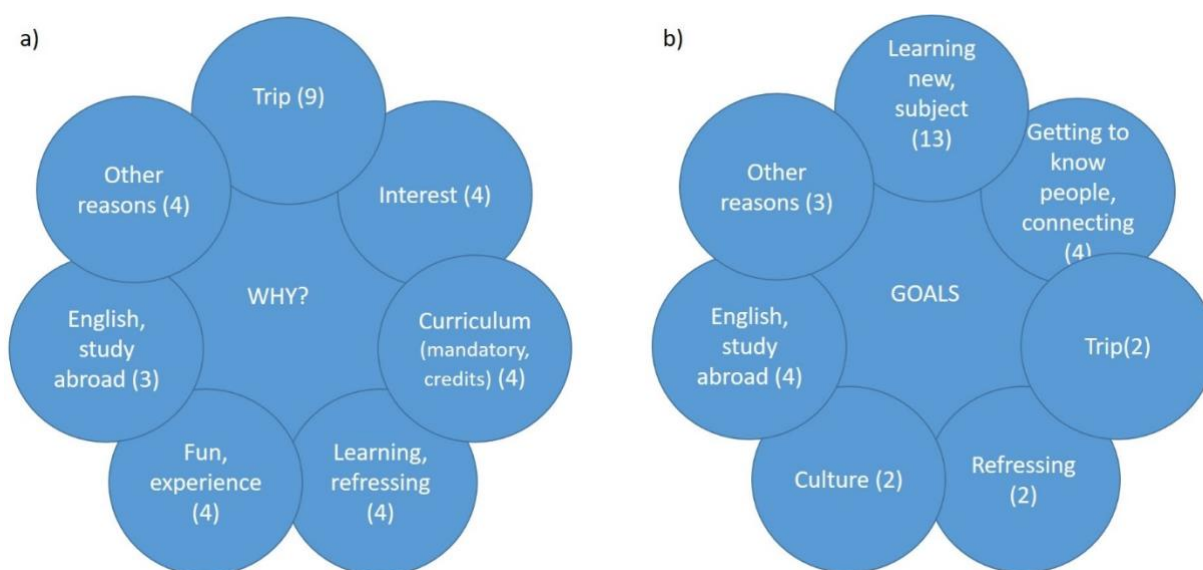 a)
Trip (9)
Interest (4)
Curriculum
(mandatory,
credits) (4)
Learning,
refressing
(4)
Fun,
experience
(4)
English,
study
abroad (3)
Other
reasons (4)
WHY?
b)
Learning
new,
subject
(13)
Getting to
know
people,
connecting
(4)
Trip(2)
Refressing
(2)
Culture (2)
English,
study
abroad (4)
Other
reasons (3)
GOALS